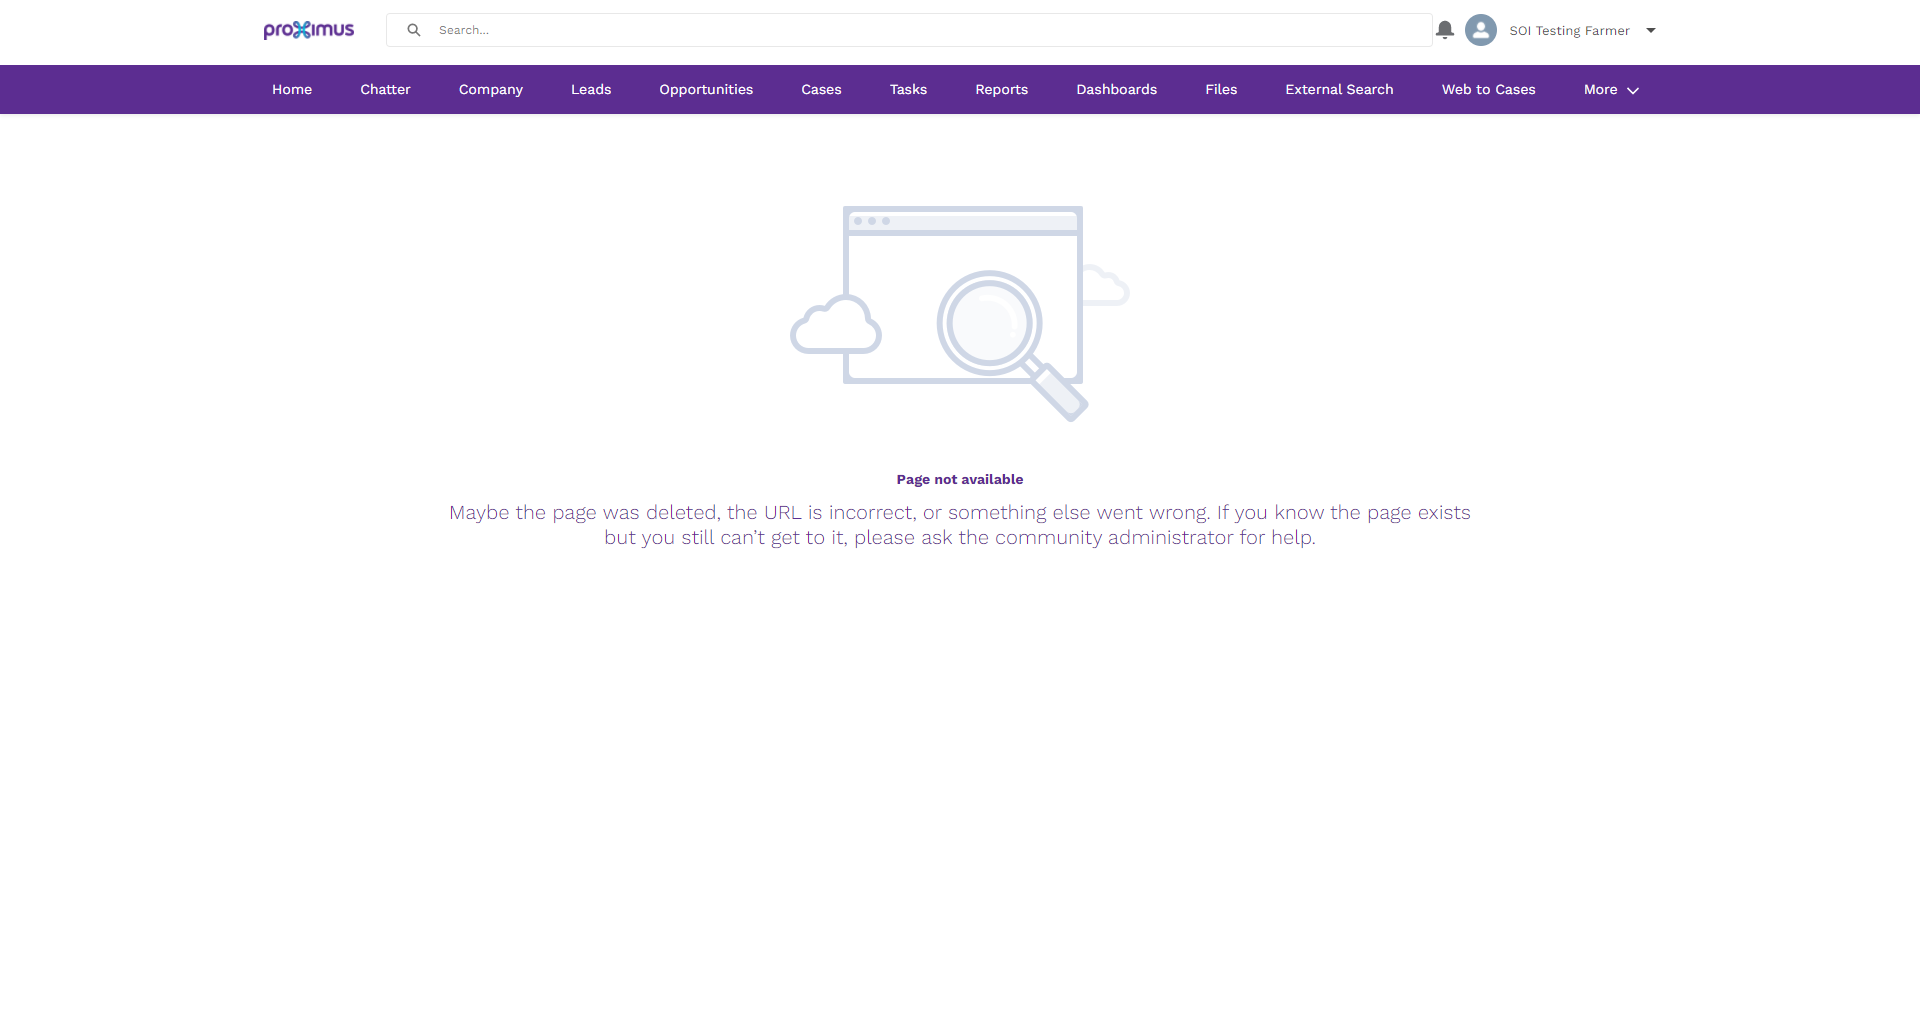 proximus
Search...
SOI Testing Farmer
Home
Chatter
Company
Leads
Opportunities
Cases
Tasks
Reports
Dashboards
Files
External Search
Web to Cases
More
Page not available
Maybe the page was deleted, the URL is incorrect, or something else went wrong. If you know the page exists
but you still can’t get to it, please ask the community administrator for help.